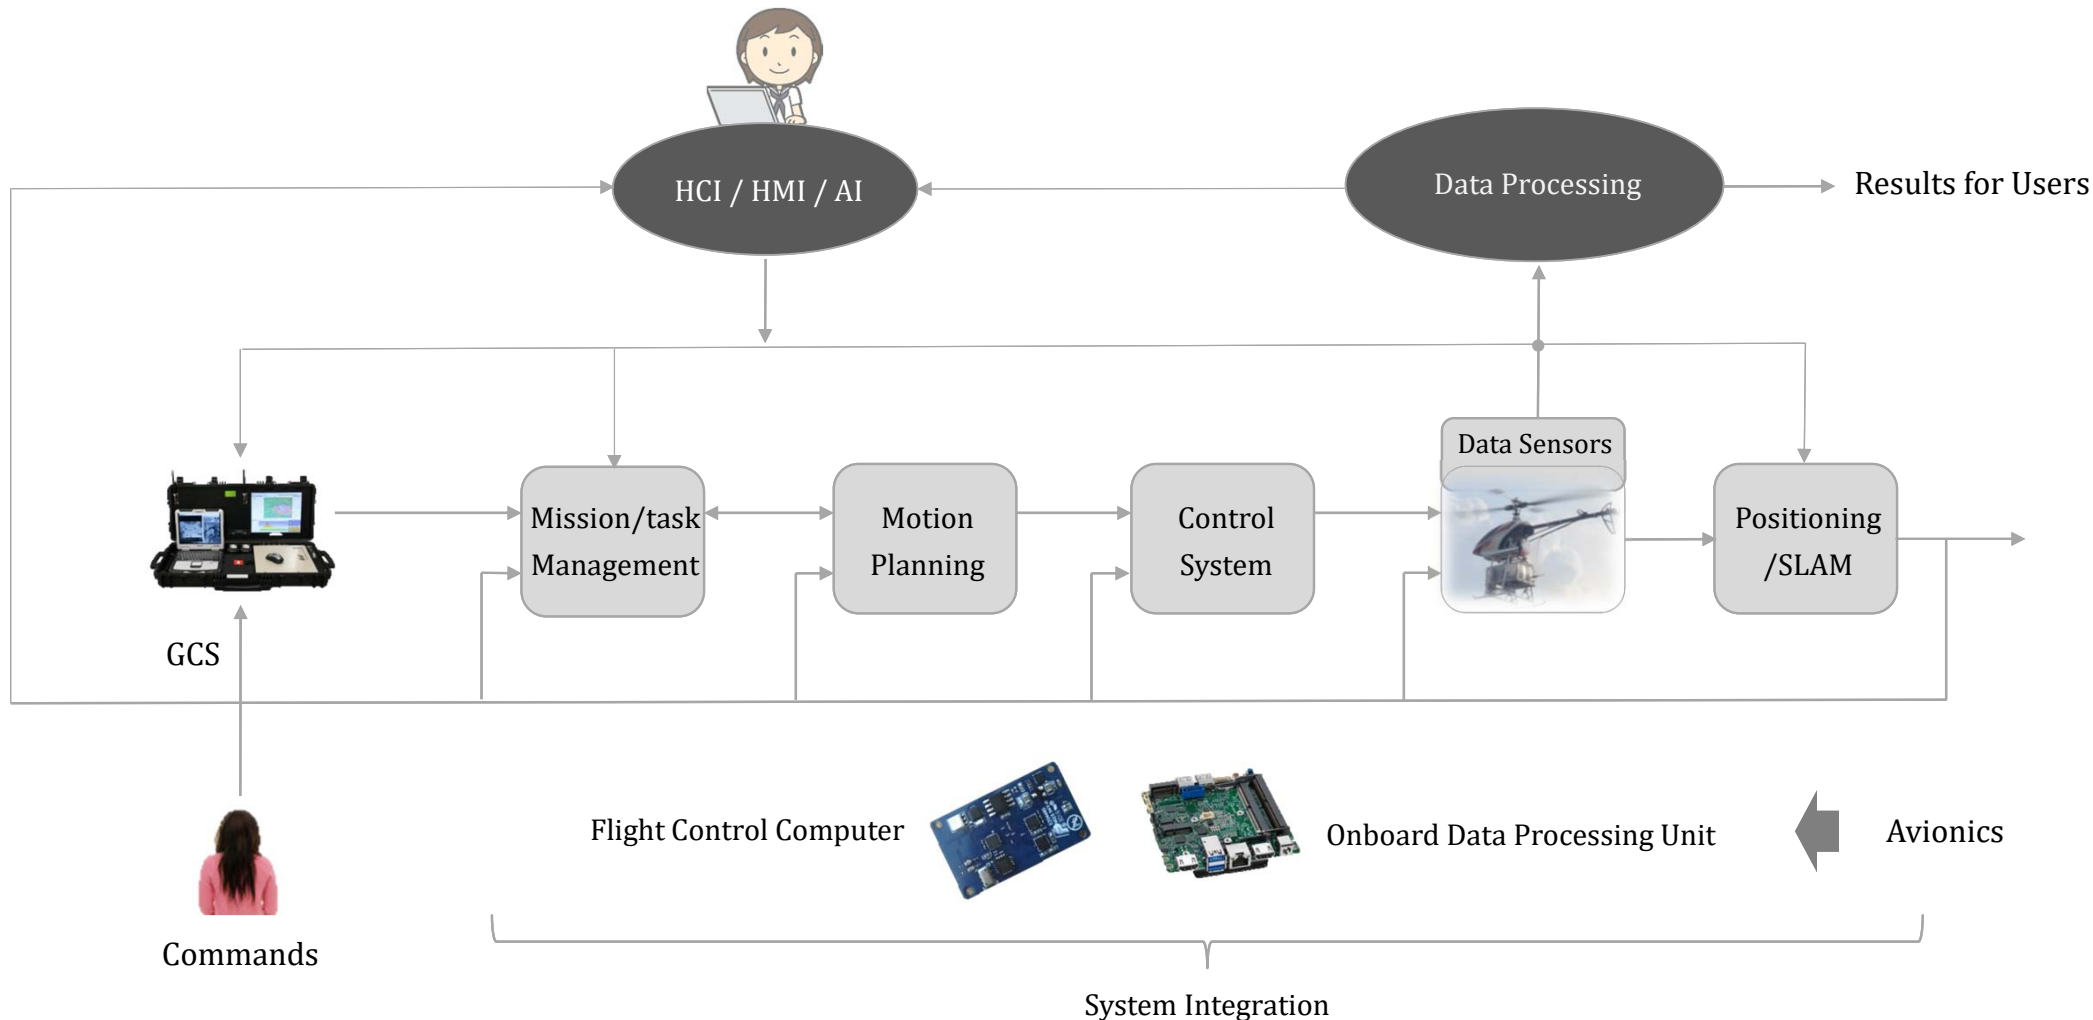 HCI / HMI / AI
Data Processing
Results for Users
Data Sensors
GCS
Mission/task
Management
Motion
Planning
Control
System
Positioning
/SLAM
Flight Control Computer
Onboard Data Processing Unit
Avionics
Commands
System Integration